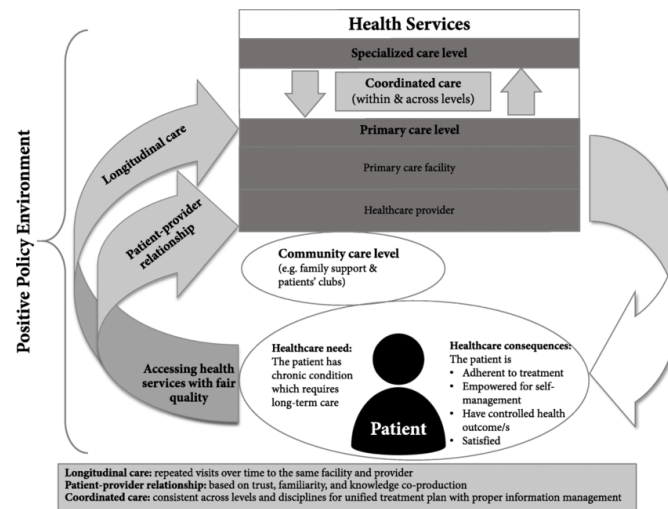 Health Services
Specialized care level
Coordinated care
(within & across levels)
Primary care level
Primary care facility
Healthcare provider
Positive Policy Environment
Longitudinal care
Patient-provider
relationship
Community care level
(e.g. family support &
patients' clubs)
Accessing health
services with fair
quality
Healthcare need:
The patient has
chronic condition
which requires
long-term care
Patient
Healthcare consequences:
The patient is
• Adherent to treatment
• Empowered for self-
management
• Have controlled health
outcome/s
• Satisfied
Longitudinal care: repeated visits over time to the same facility and provider
Patient-provider relationship: based on trust, familiarity, and knowledge co-production
Coordinated care: consistent across levels and disciplines for unified treatment plan with proper information management